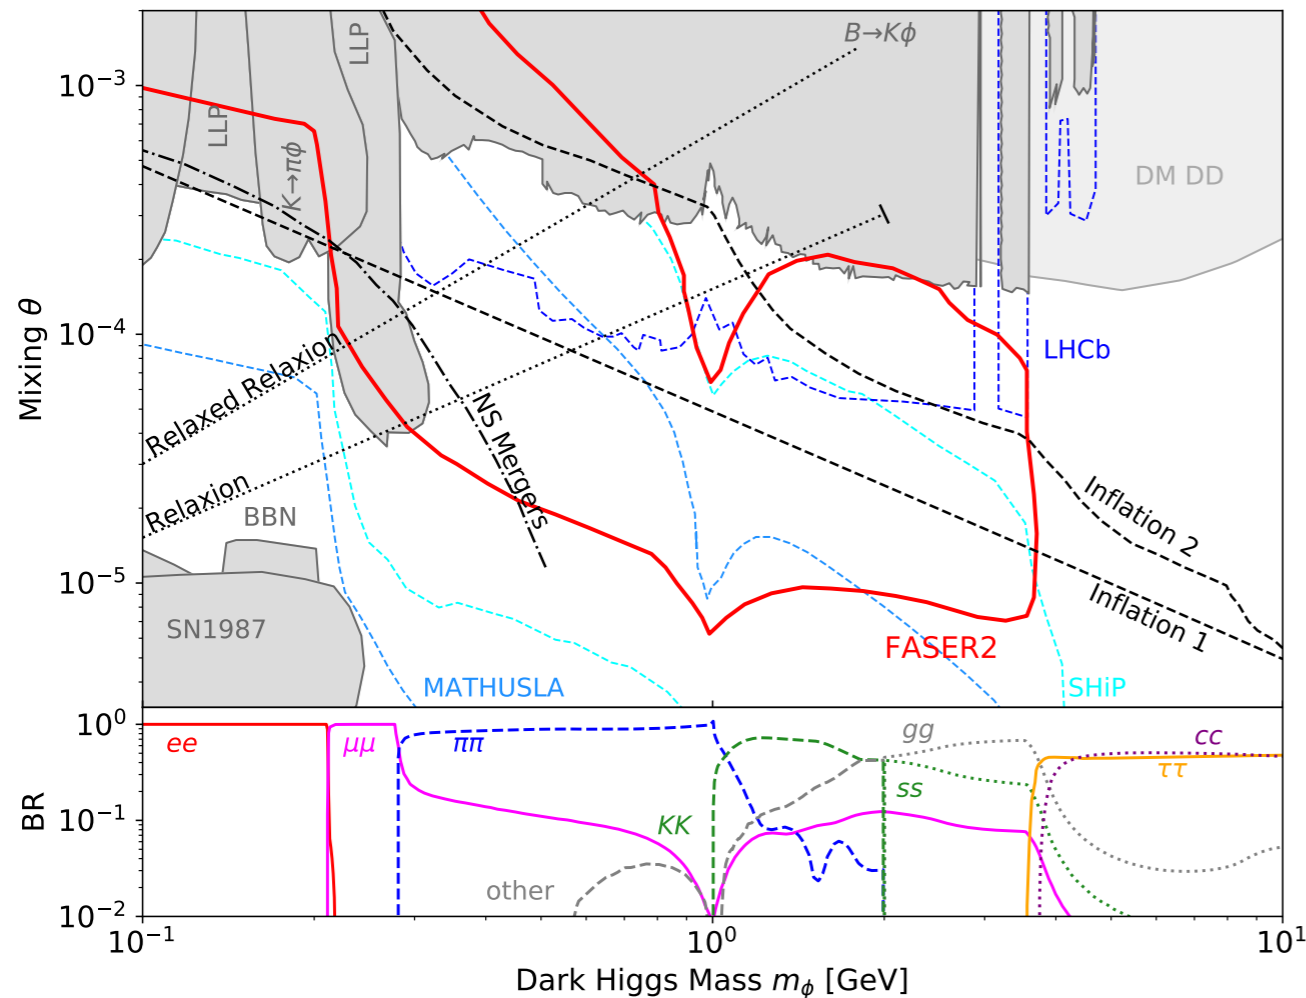 B→Kϕ
LLP
LLP
K→πϕ
DM DD
10⁻³
Mixing θ
10⁻⁴
LHCb
Relaxed Relaxion
NS Mergers
Relaxion
BBN
Inflation 2
10⁻⁵
SN1987
Inflation 1
FASER2
MATHUSLA
SHiP
10⁰
ee
μμ
ππ
gg
cc
ττ
ss
BR
10⁻¹
KK
other
10⁻²
10⁻¹
10⁰
10¹
Dark Higgs Mass m_ϕ [GeV]